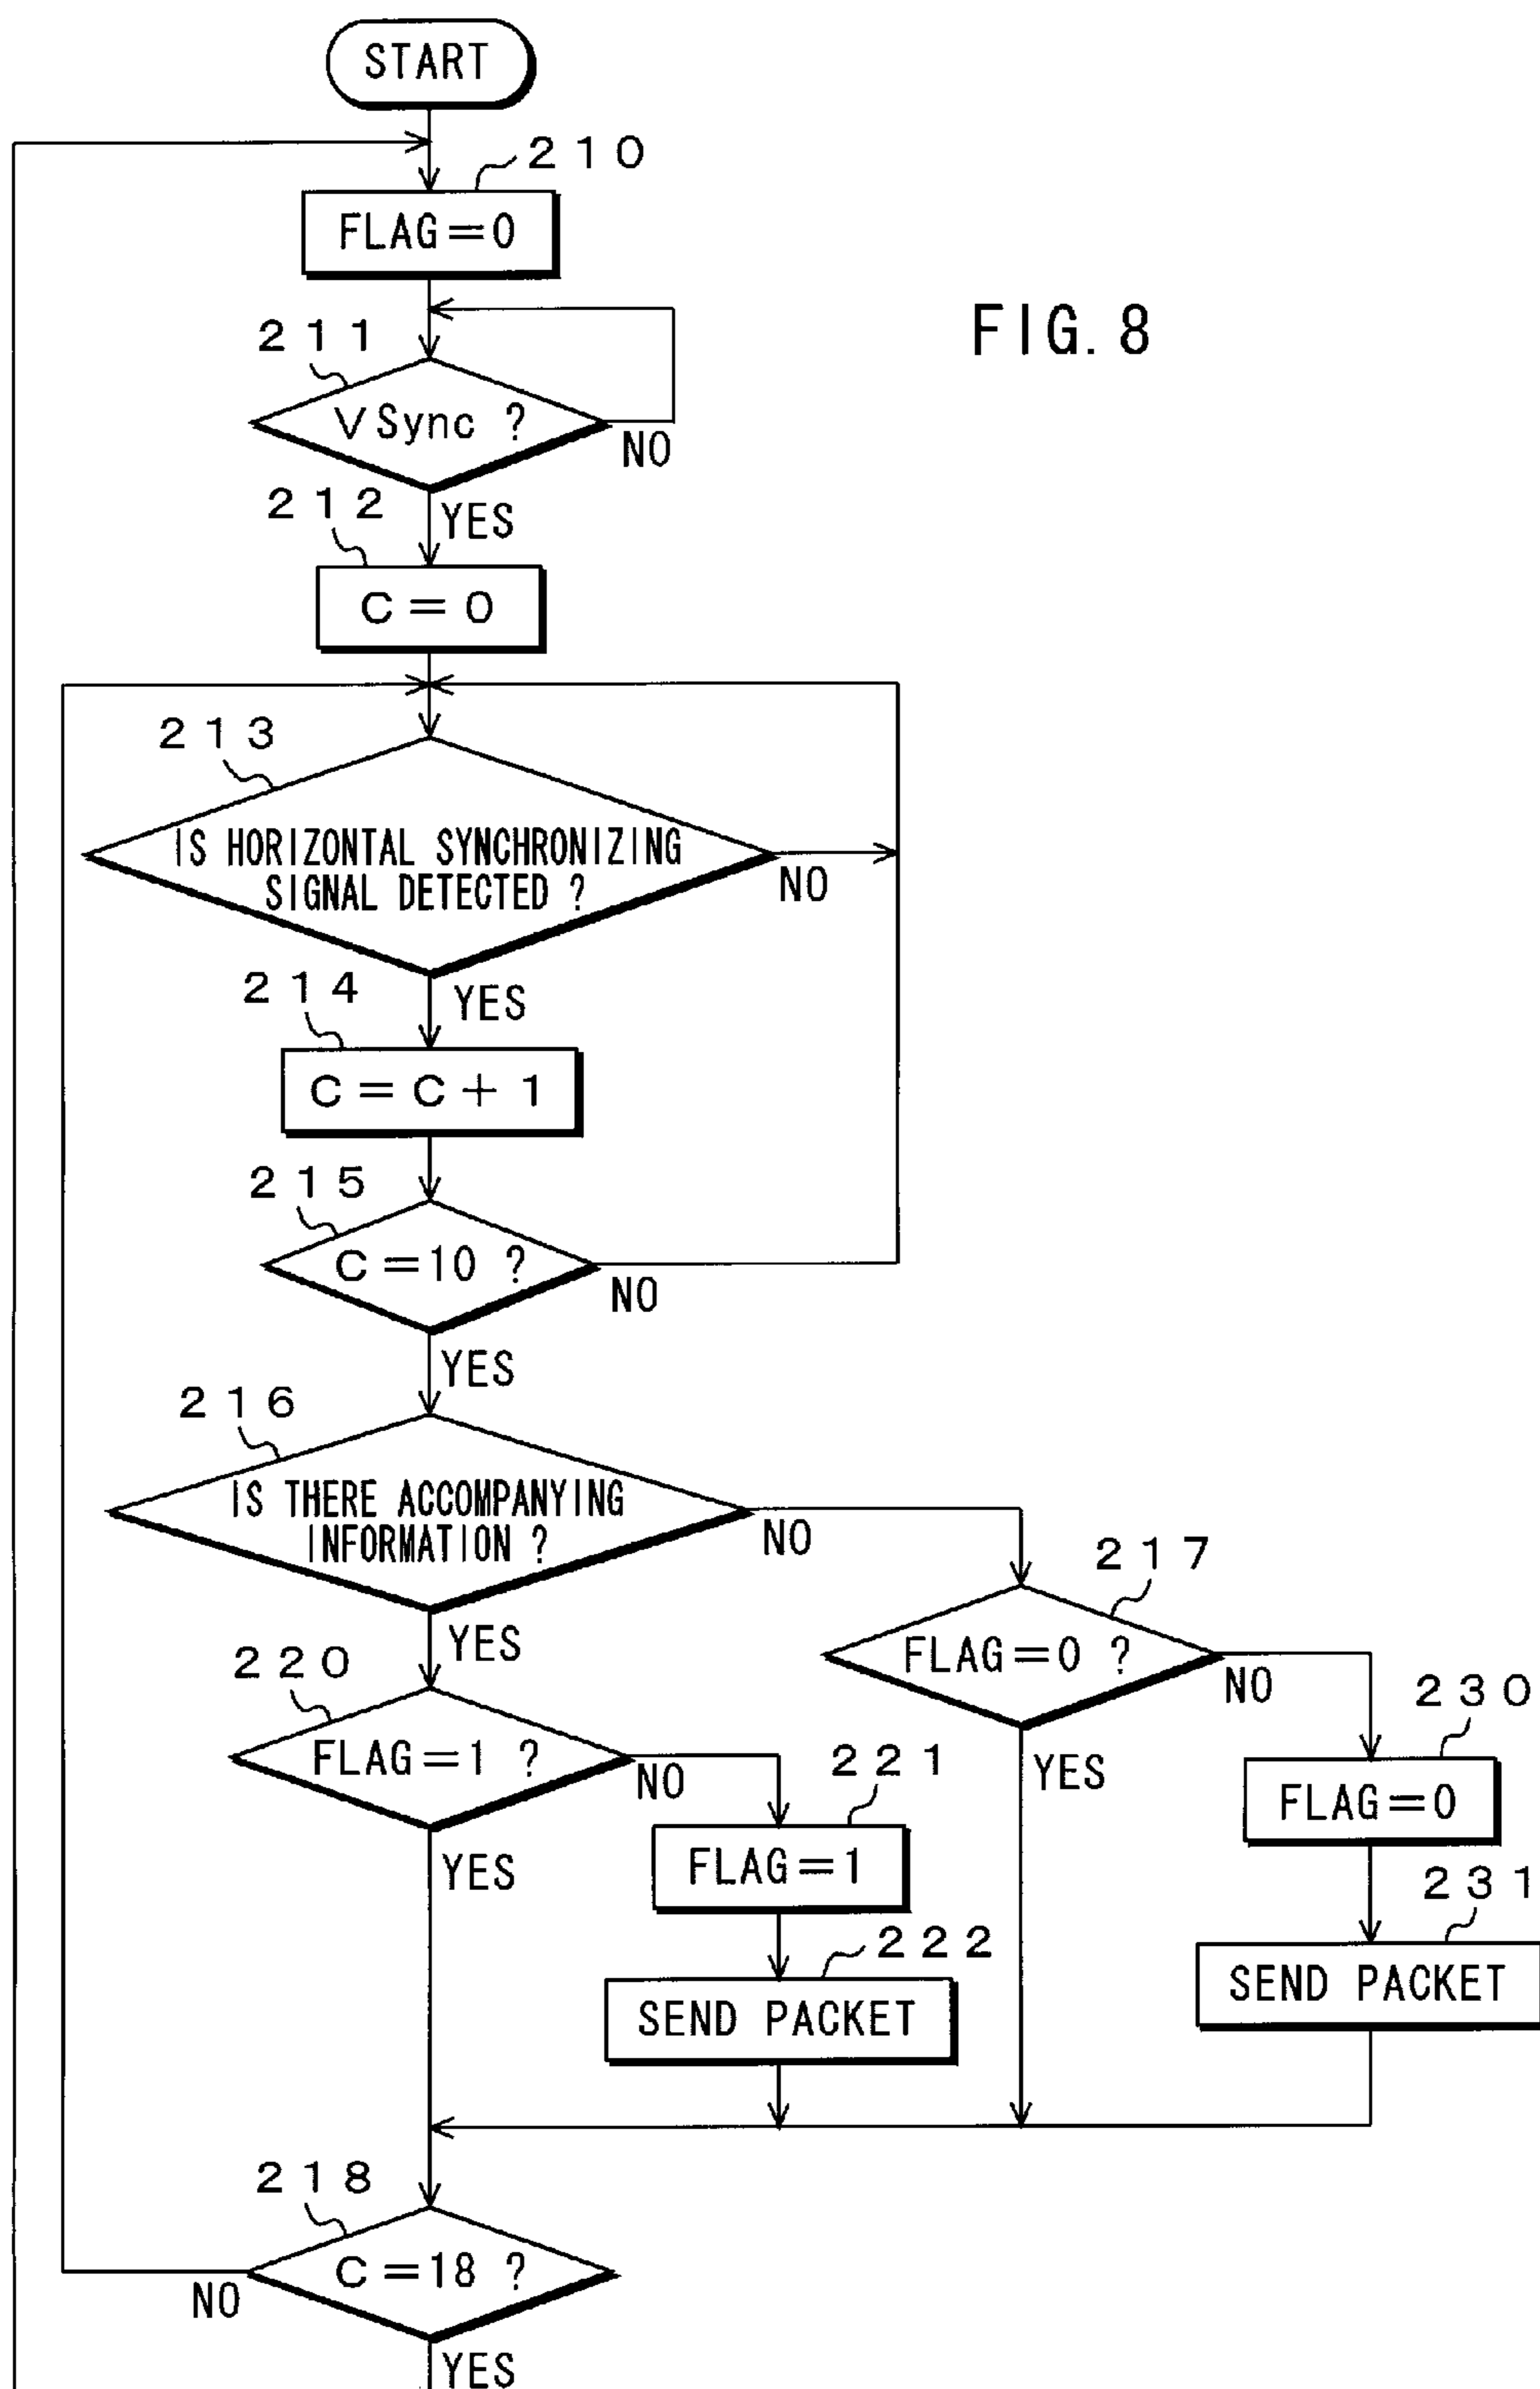 START
210
FLAG=0
FIG. 8
211
VSync ?
NO
212
YES
C=0
213
IS HORIZONTAL SYNCHRONIZING
SIGNAL DETECTED ?
NO
214
YES
C=C+1
215
C=10 ?
NO
YES
216
IS THERE ACCOMPANYING
INFORMATION ?
NO
217
YES
FLAG=0 ?
220
NO
230
FLAG=1 ?
221
YES
NO
FLAG=0
YES
FLAG=1
231
222
SEND PACKET
SEND PACKET
218
C=18 ?
NO
YES